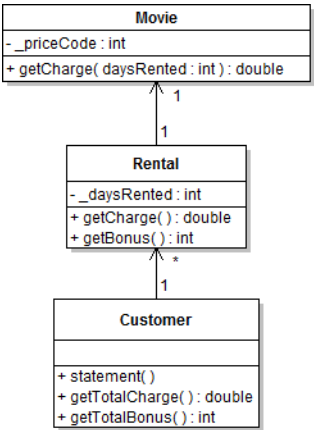 Movie
- _priceCode : int
+ getCharge( daysRented : int ) : double
1
1
Rental
- _daysRented : int
+ getCharge( ) : double
+ getBonus( ) : int
*
1
Customer
+ statement( )
+ getTotalCharge( ) : double
+ getTotalBonus( ) : int